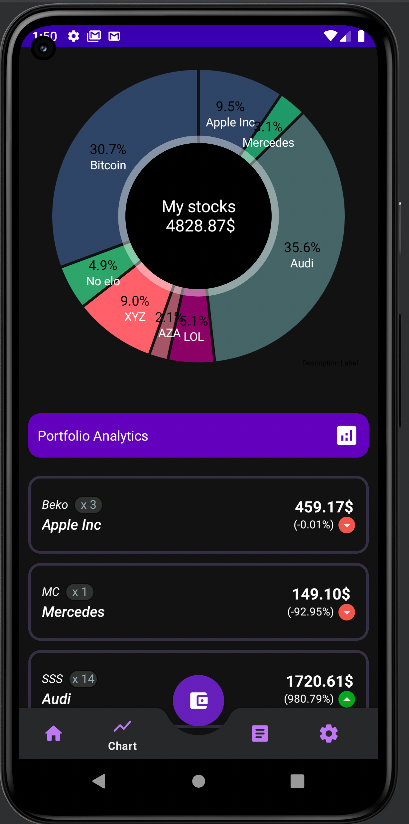 1:50
9.5%
Apple Inc
3.1%
Mercedes
30.7%
Bitcoin
My stocks
4828.87$
35.6%
Audi
4.9%
No elo
9.0%
XYZ
2.1%
AZA
5.1%
LOL
Description Label
Portfolio Analytics
Beko x 3
459.17$
Apple Inc
(-0.01%)
MC x 1
149.10$
Mercedes
(-92.95%)
SSS x 14
1720.61$
Audi
(980.79%)
Chart